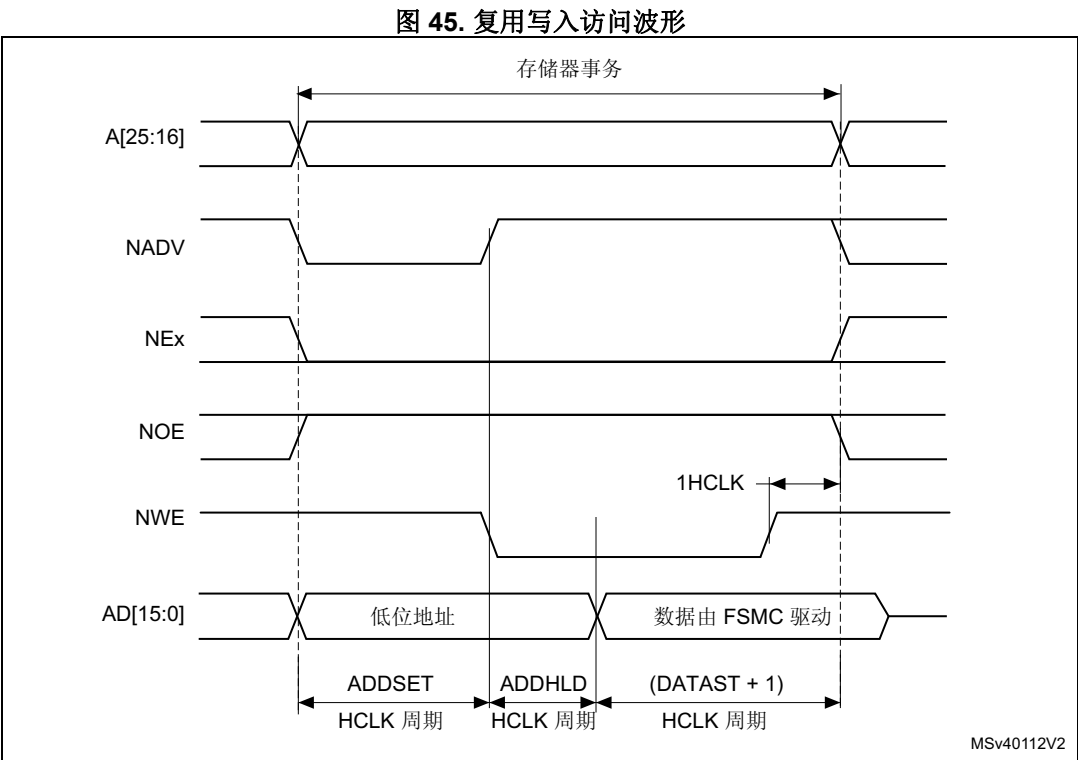 图 45. 复用写入访问波形
存储器事务
A[25:16]
NADV
NEx
NOE
1HCLK
NWE
AD[15:0]
低位地址
数据由 FSMC 驱动
ADDSET
HCLK 周期
ADDHLD
HCLK 周期
(DATAST + 1)
HCLK 周期
MSv40112V2